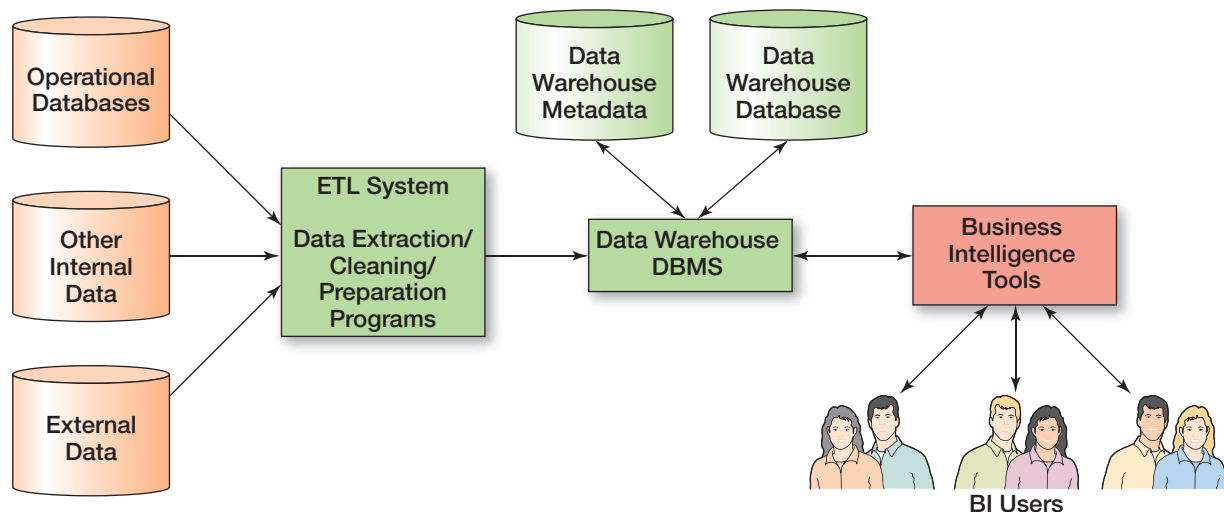 Operational
Databases
Other
Internal
Data
External
Data
ETL System
Data Extraction/
Cleaning/
Preparation
Programs
Data
Warehouse
Metadata
Data
Warehouse
Database
Data Warehouse
DBMS
Business
Intelligence
Tools
BI Users